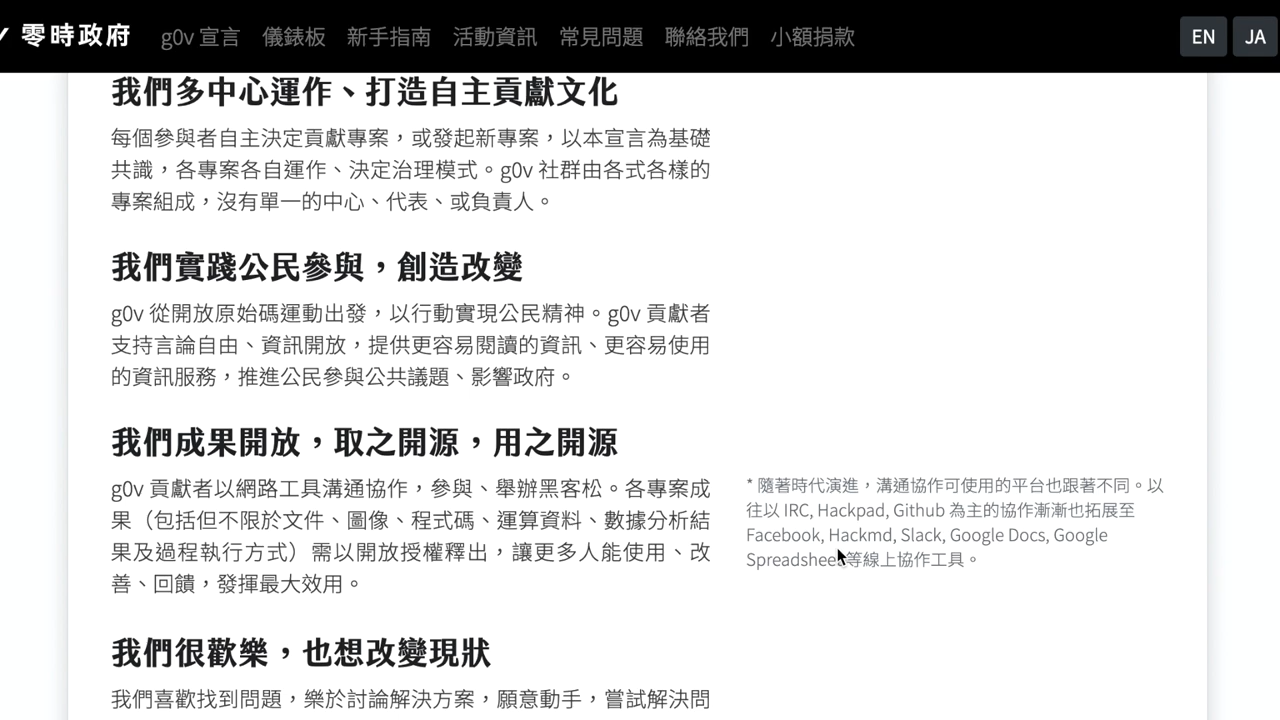 零時政府 g0v 宣言 儀錶板 新手指南 活動資訊 常見問題 聯絡我們 小額捐款 EN JA
我們多中心運作、打造自主貢獻文化
每個參與者自主決定貢獻專案，或發起新專案，以本宣言為基礎
共識，各專案各自運作、決定治理模式。g0v 社群由各式各樣的
專案組成，沒有單一的中心、代表、或負責人。
我們實踐公民參與，創造改變
g0v 從開放原始碼運動出發，以行動實現公民精神。g0v 貢獻者
支持言論自由、資訊開放，提供更容易閱讀的資訊、更容易使用
的資訊服務，推進公民參與公共議題、影響政府。
我們成果開放，取之開源，用之開源
g0v 貢獻者以網路工具溝通協作，參與、舉辦黑客松。各專案成
果（包括但不限於文件、圖像、程式碼、運算資料、數據分析結
果及過程執行方式）需以開放授權釋出，讓更多人能使用、改
善、回饋，發揮最大效用。
* 隨著時代演進，溝通協作可使用的平台也跟著不同。以
往以 IRC, Hackpad, Github 為主的協作漸漸也拓展至
Facebook, Hackmd, Slack, Google Docs, Google
Spreadsheet 等線上協作工具。
我們很歡樂，也想改變現狀
我們喜歡找到問題，樂於討論解決方案，願意動手，嘗試解決問